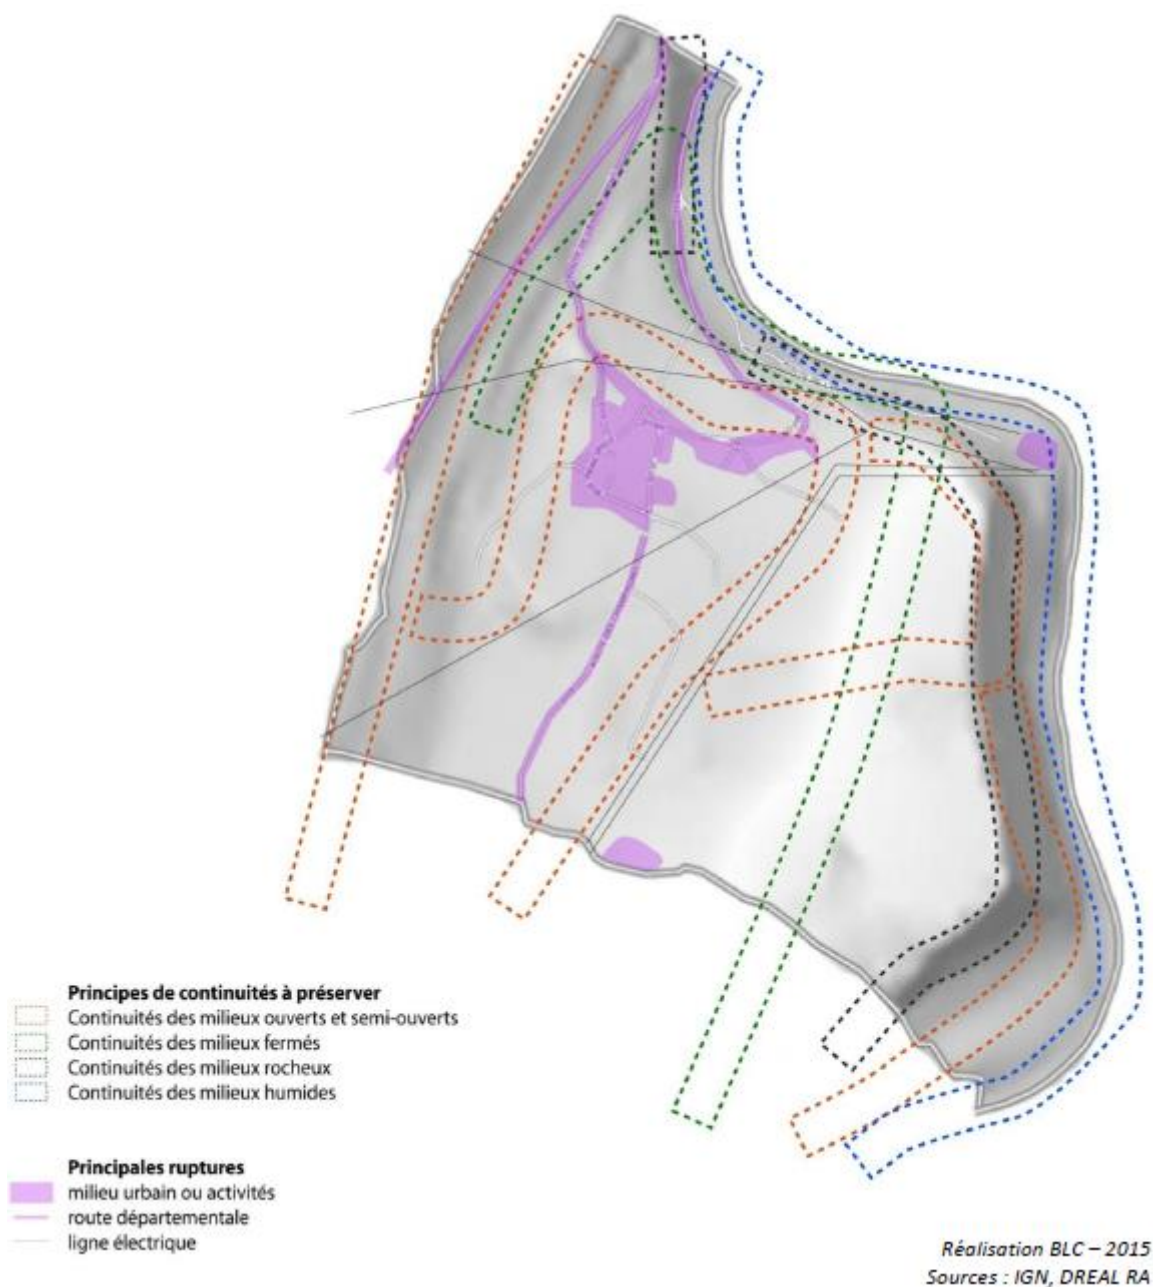 Principes de continuités à préserver
Continuités des milieux ouverts et semi-ouverts
Continuités des milieux fermés
Continuités des milieux rocheux
Continuités des milieux humides
Principales ruptures
milieu urbain ou activités
route départementale
ligne électrique
Réalisation BLC – 2015
Sources : IGN, DREAL RA